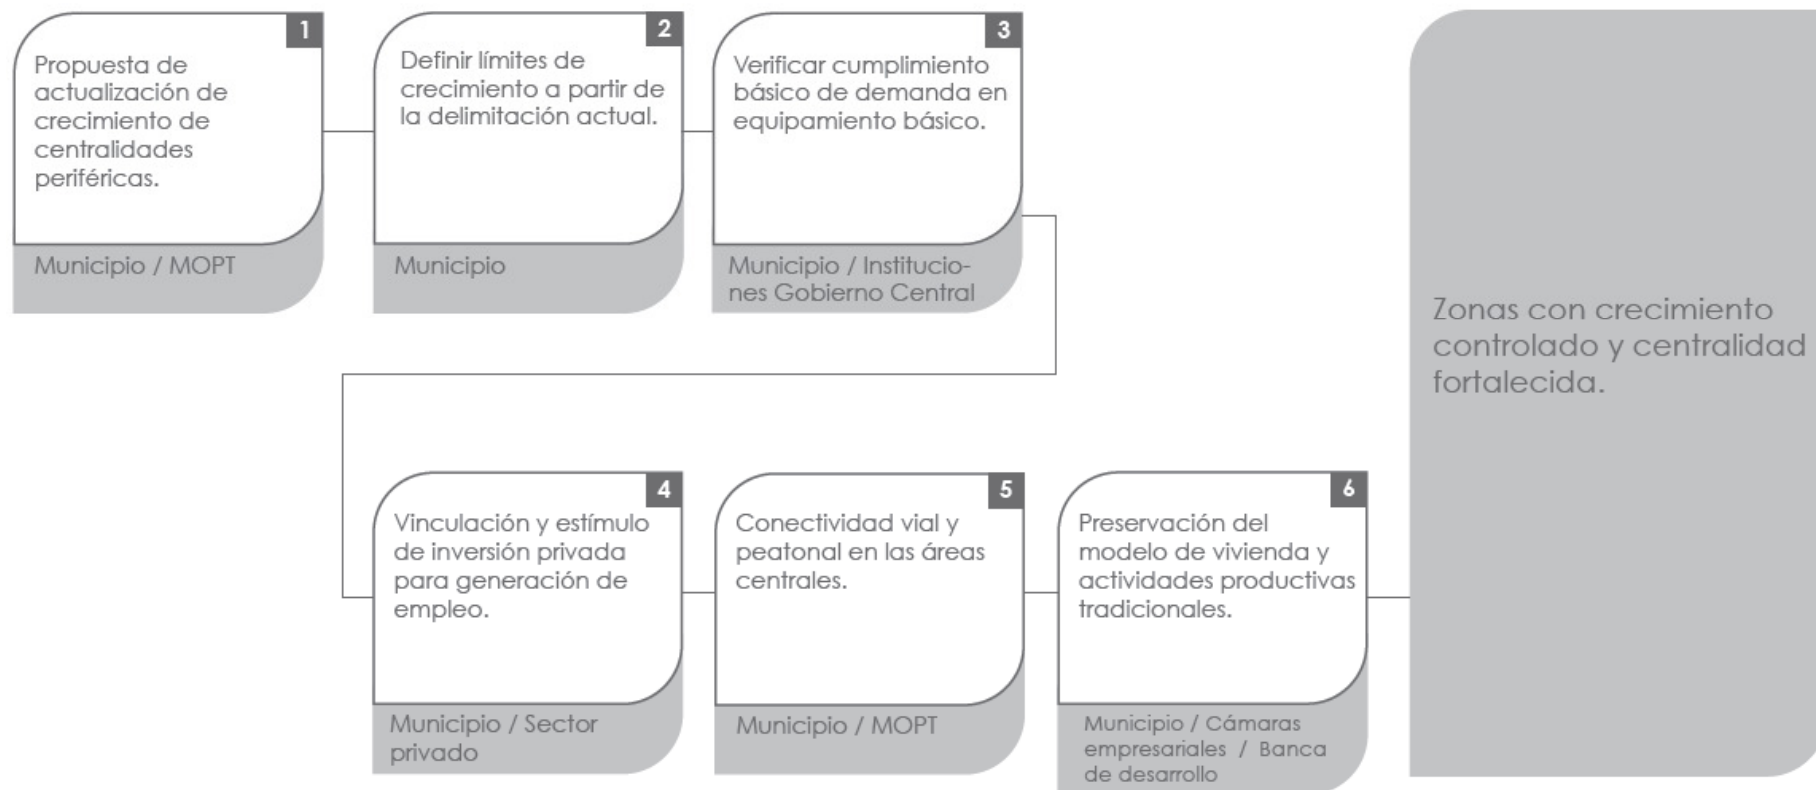 1
Propuesta de
actualización de
crecimiento de
centralidades
periféricas.
Municipio / MOPT
2
Definir límites de
crecimiento a partir de
la delimitación actual.
Municipio
3
Verificar cumplimiento
básico de demanda en
equipamiento básico.
Municipio / Institucio-
nes Gobierno Central
4
Vinculación y estímulo
de inversión privada
para generación de
empleo.
Municipio / Sector
privado
5
Conectividad vial y
peatonal en las áreas
centrales.
Municipio / MOPT
6
Preservación del
modelo de vivienda y
actividades productivas
tradicionales.
Municipio / Cámaras
empresariales / Banca
de desarrollo
Zonas con crecimiento
controlado y centralidad
fortalecida.